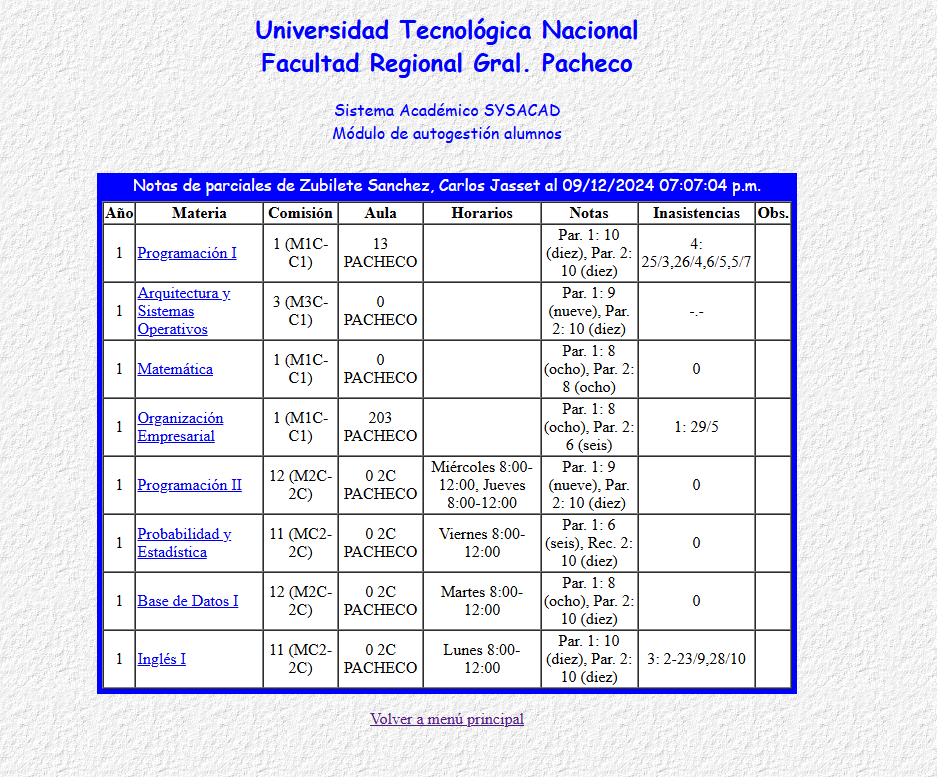 Universidad Tecnológica Nacional
Facultad Regional Gral. Pacheco
Sistema Académico SYSACAD
Módulo de autogestión alumnos
Notas de parciales de Zubilete Sanchez, Carlos Jasset al 09/12/2024 07:07:04 p.m.
Año Materia Comisión Aula Horarios Notas Inasistencias Obs.
1
Programación I
1 (M1C-
C1)
13
PACHECO
Par. 1: 10
(diez), Par. 2:
10 (diez)
4:
25/3,26/4,6/5,5/7
1
Arquitectura y
Sistemas
Operativos
3 (M3C-
C1)
0
PACHECO
Par. 1: 9
(nueve), Par.
2: 10 (diez)
-.-
1
Matemática
1 (M1C-
C1)
0
PACHECO
Par. 1: 8
(ocho), Par. 2:
8 (ocho)
0
1
Organización
Empresarial
1 (M1C-
C1)
203
PACHECO
Par. 1: 8
(ocho), Par. 2:
6 (seis)
1: 29/5
1
Programación II
12 (M2C-
2C)
0 2C
PACHECO
Miércoles 8:00-
12:00, Jueves
8:00-12:00
Par. 1: 9
(nueve), Par.
2: 10 (diez)
0
1
Probabilidad y
Estadística
11 (MC2-
2C)
0 2C
PACHECO
Viernes 8:00-
12:00
Par. 1: 6
(seis), Rec. 2:
10 (diez)
0
1
Base de Datos I
12 (M2C-
2C)
0 2C
PACHECO
Martes 8:00-
12:00
Par. 1: 8
(ocho), Par. 2:
10 (diez)
0
1
Inglés I
11 (MC2-
2C)
0 2C
PACHECO
Lunes 8:00-
12:00
Par. 1: 10
(diez), Par. 2:
10 (diez)
3: 2-23/9,28/10
Volver a menú principal